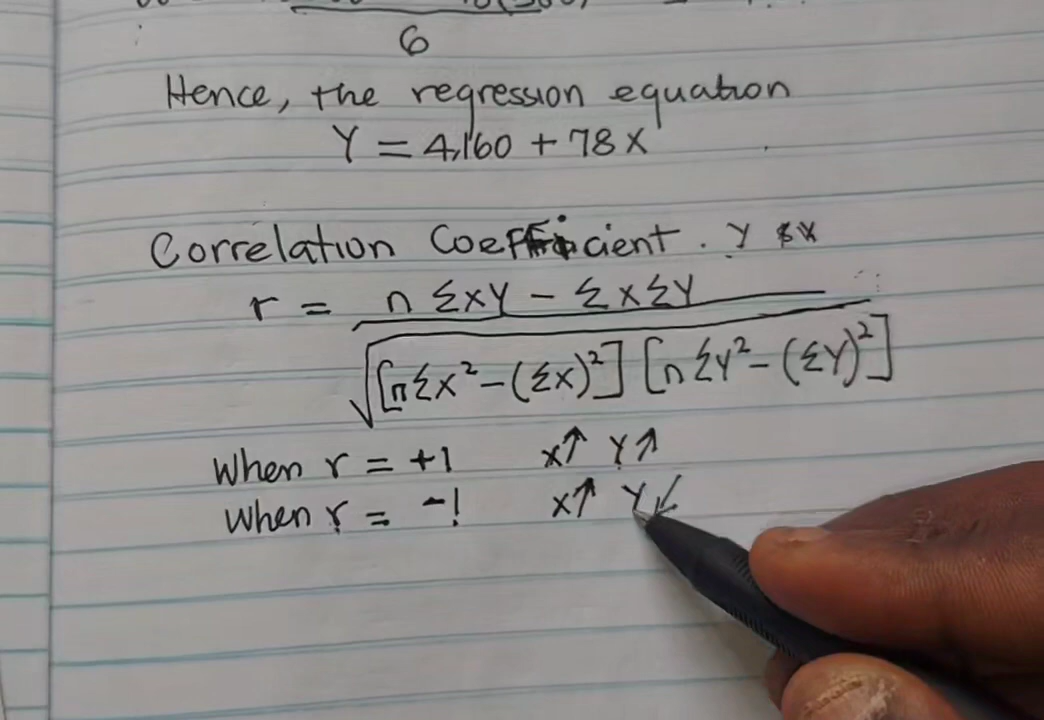 6
Hence, the regression equation
Y = 4,160 + 78X
Correlation Coefficient. Y & X
r = n ΣXY − ΣXΣY
√[nΣX² − (ΣX)²] [nΣY² − (ΣY)²]
When r = +1 X↑ Y↑
When r = −1 X↑ Y↓